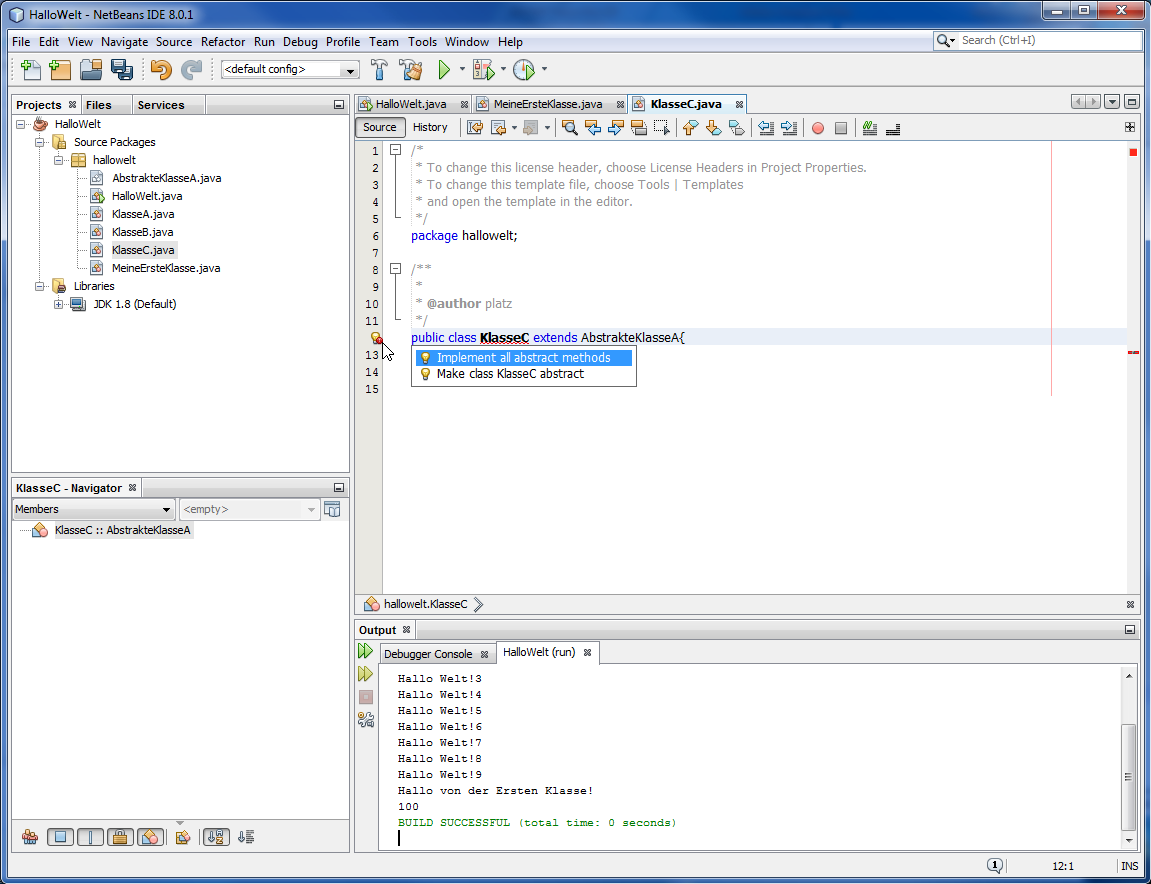 HalloWelt - NetBeans IDE 8.0.1
File Edit View Navigate Source Refactor Run Debug Profile Team Tools Window Help
Search (Ctrl+I)
<default config>
Projects Files Services
HalloWelt
Source Packages
hallowelt
AbstrakteKlasseA.java
HalloWelt.java
KlasseA.java
KlasseB.java
KlasseC.java
MeineErsteKlasse.java
Libraries
JDK 1.8 (Default)
KlasseC - Navigator
Members <empty>
KlasseC :: AbstrakteKlasseA
HalloWelt.java MeineErsteKlasse.java KlasseC.java
Source History
1 /*
2 * To change this license header, choose License Headers in Project Properties.
3 * To change this template file, choose Tools | Templates
4 * and open the template in the editor.
5 */
6 package hallowelt;
7
8 /**
9 *
10 * @author platz
11 */
public class KlasseC extends AbstrakteKlasseA{
13 Implement all abstract methods
14 Make class KlasseC abstract
15
hallowelt.KlasseC
Output
Debugger Console HalloWelt (run)
Hallo Welt!3
Hallo Welt!4
Hallo Welt!5
Hallo Welt!6
Hallo Welt!7
Hallo Welt!8
Hallo Welt!9
Hallo von der Ersten Klasse!
100
BUILD SUCCESSFUL (total time: 0 seconds)
1 12:1 INS